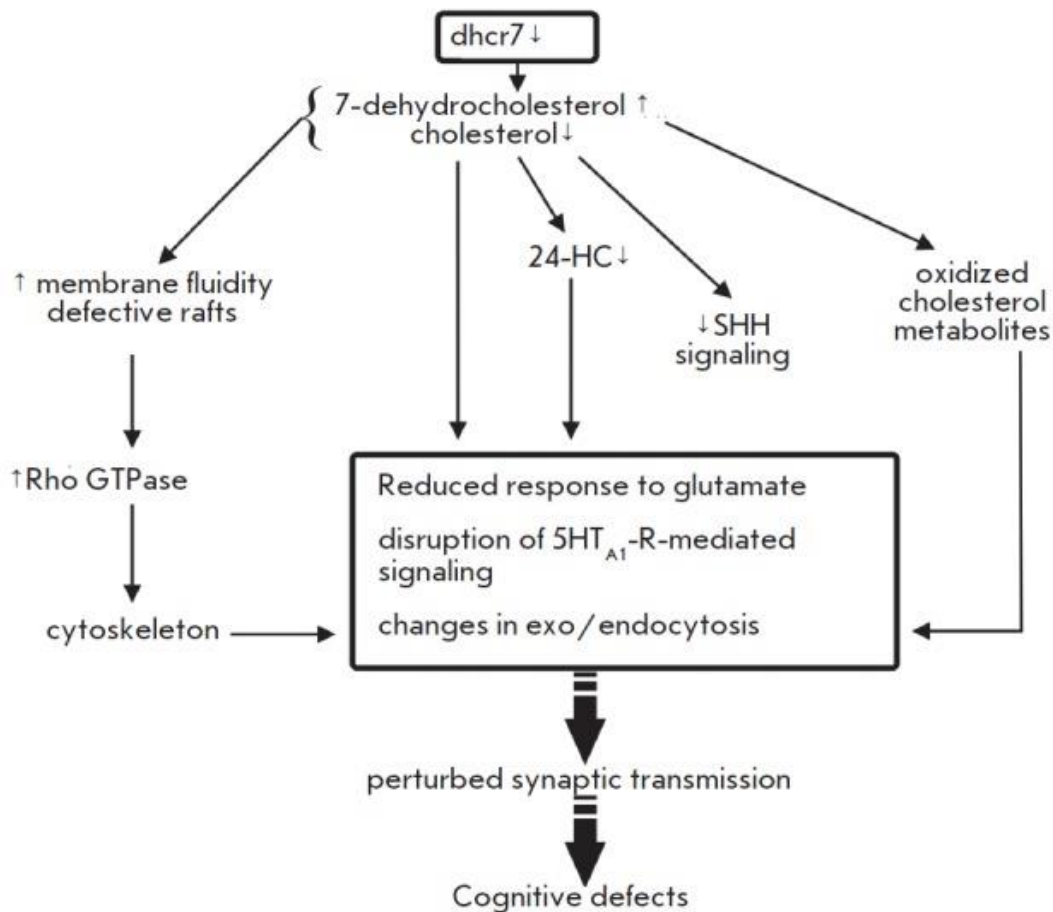 dhcr7↓
7-dehydrocholesterol ↑
cholesterol↓
24-HC↓
↑ membrane fluidity
defective rafts
oxidized
cholesterol
metabolites
↓SHH
signaling
↑Rho GTPase
Reduced response to glutamate
disruption of 5HT_A1-R-mediated
signaling
cytoskeleton
changes in exo/endocytosis
perturbed synaptic transmission
Cognitive defects